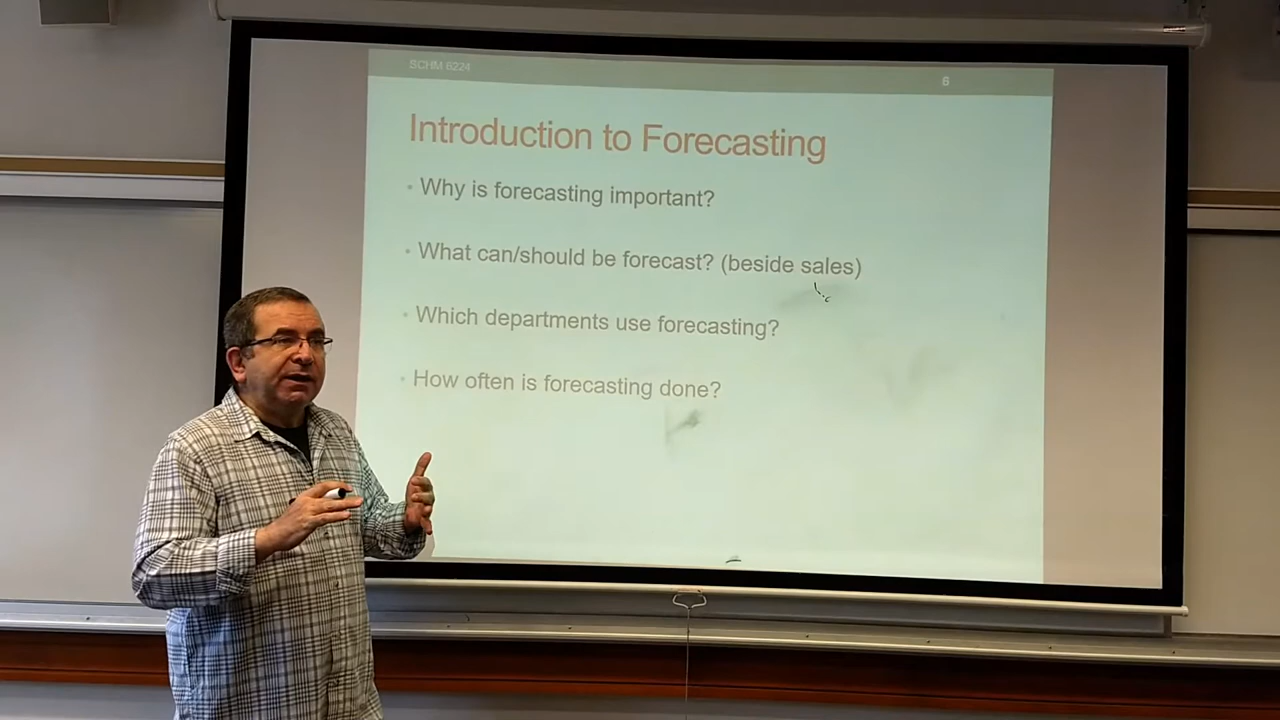 SCHM 6224
6
Introduction to Forecasting
• Why is forecasting important?
• What can/should be forecast? (beside sales)
• Which departments use forecasting?
• How often is forecasting done?